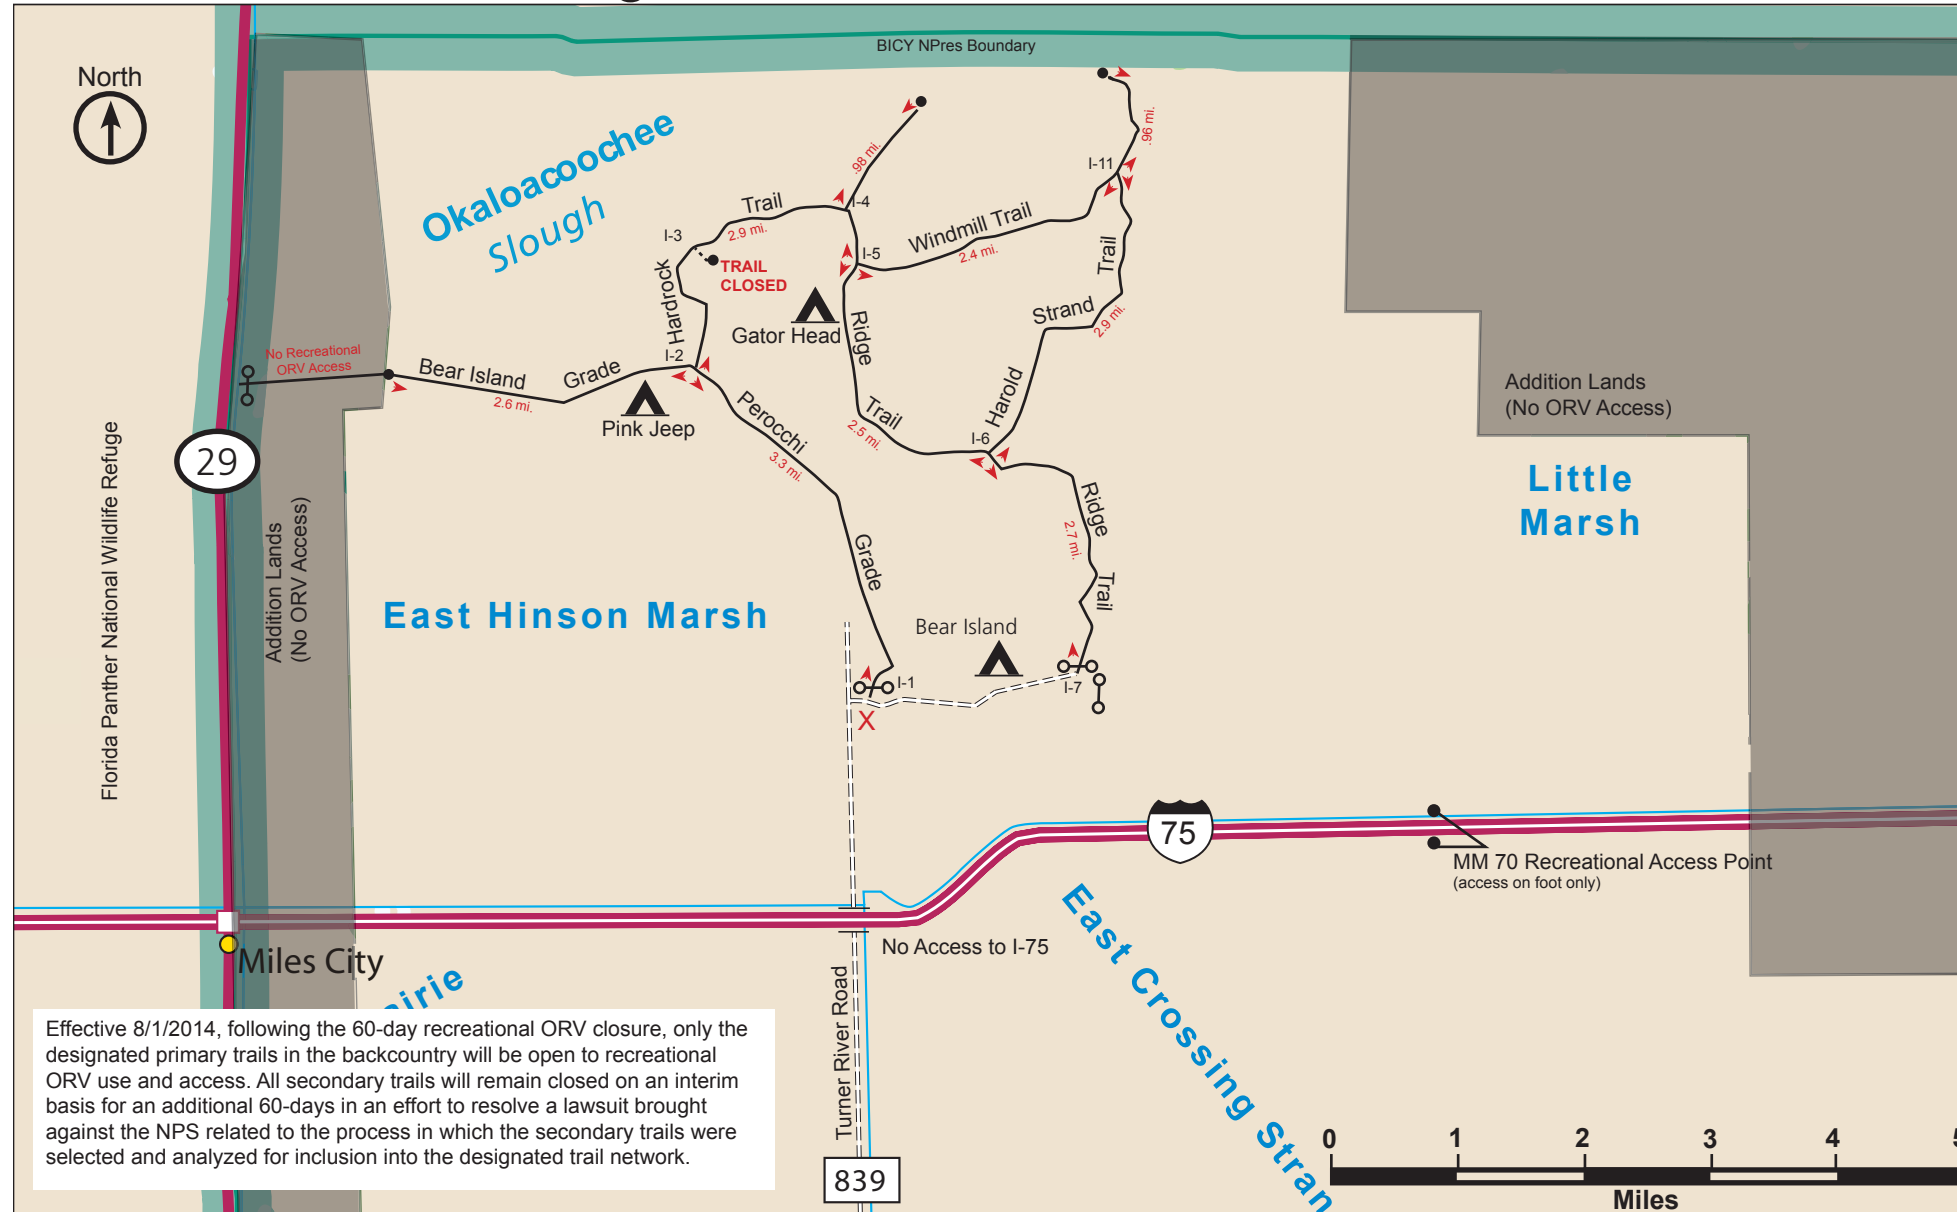 BICY NPres Boundary
North
Okaloacoochee
Slough
.98 mi.
.96 mi.
I-11
Trail
2.9 mi.
I-4
I-3
TRAIL
CLOSED
I-5
Windmill Trail
2.4 mi.
Hardrock
Gator Head
Ridge
Trail
2.5 mi.
Trail
Strand
2.9 mi.
Harold
I-6
No Recreational
ORV Access
Bear Island
Grade
2.6 mi.
I-2
Pink Jeep
Perocchi
3.3 mi.
Grade
Ridge
2.7 mi.
Trail
Addition Lands
(No ORV Access)
Little
Marsh
29
Florida Panther National Wildlife Refuge
Addition Lands
(No ORV Access)
East Hinson Marsh
Bear Island
I-1
I-7
X
75
MM 70 Recreational Access Point
(access on foot only)
No Access to I-75
Miles City
airie
East Crossing Stran
Turner River Road
839
Effective 8/1/2014, following the 60-day recreational ORV closure, only the
designated primary trails in the backcountry will be open to recreational
ORV use and access. All secondary trails will remain closed on an interim
basis for an additional 60-days in an effort to resolve a lawsuit brought
against the NPS related to the process in which the secondary trails were
selected and analyzed for inclusion into the designated trail network.
0 1 2 3 4 5
Miles